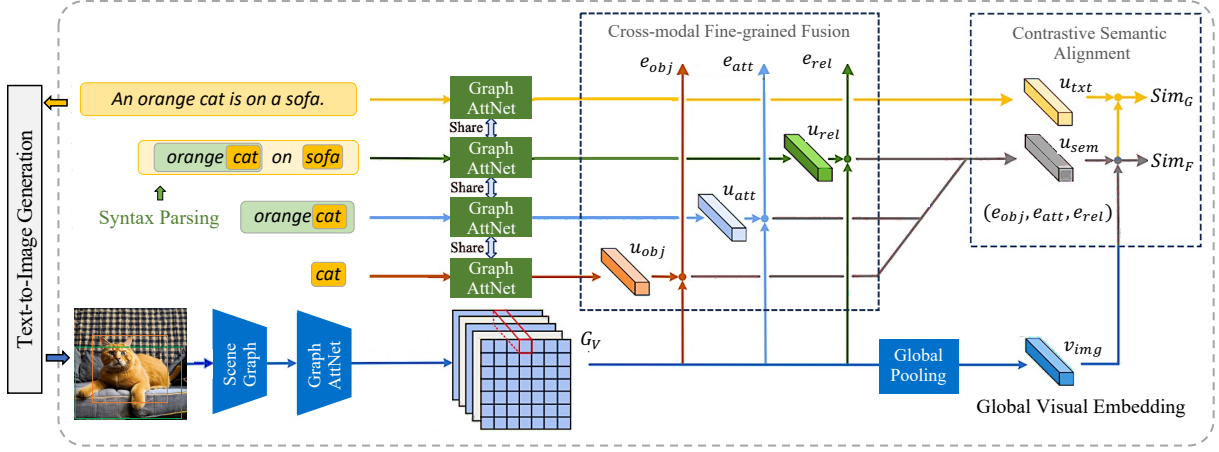 Text-to-Image Generation
An orange cat is on a sofa.
orange cat on sofa
Syntax Parsing
orange cat
cat
Graph
AttNet
Share
Graph
AttNet
Share
Graph
AttNet
Share
Graph
AttNet
Scene
Graph
Graph
AttNet
G_V
Cross-modal Fine-grained Fusion
e_obj
e_att
e_rel
u_rel
u_att
u_obj
Global
Pooling
v_img
Global Visual Embedding
Contrastive Semantic
Alignment
u_txt
Sim_G
u_sem
Sim_F
(e_obj, e_att, e_rel)